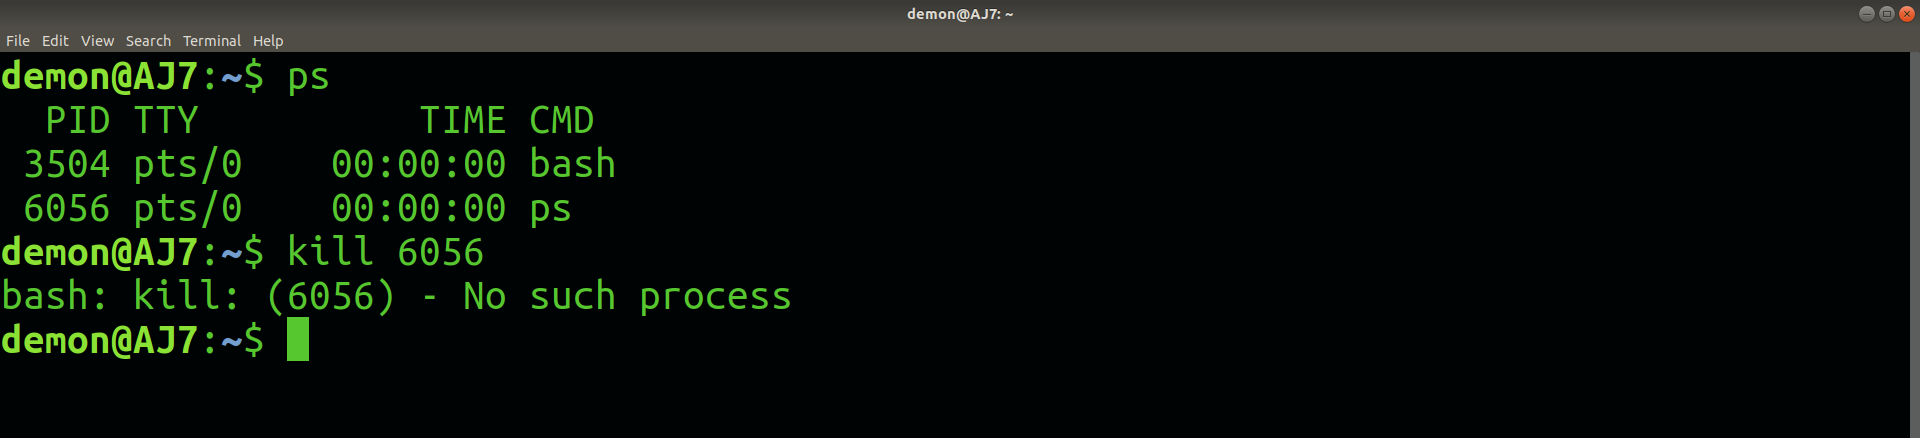 demon@AJ7: ~
File Edit View Search Terminal Help
demon@AJ7:~$ ps
  PID TTY          TIME CMD
 3504 pts/0    00:00:00 bash
 6056 pts/0    00:00:00 ps
demon@AJ7:~$ kill 6056
bash: kill: (6056) - No such process
demon@AJ7:~$